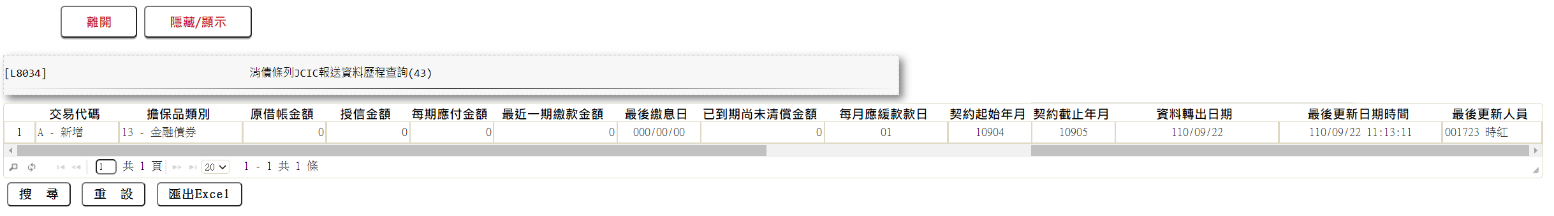 離開 隱藏/顯示
[L8034] 消債條列JCIC報送資料歷程查詢(43)
交易代碼 擔保品類別 原借帳金額 授信金額 每期應付金額 最近一期繳款金額 最後繳息日 已到期尚未清償金額 每月應緩款款日 契約起始年月 契約截止年月 資料轉出日期 最後更新日期時間 最後更新人員
1 A - 新增 13 - 金融債券 0 0 0 0 000/00/00 0 01 10904 10905 110/09/22 110/09/22 11:13:11 001723 時紅
1 共 1 頁 20 1 - 1 共 1 條
搜 尋 重 設 匯出Excel